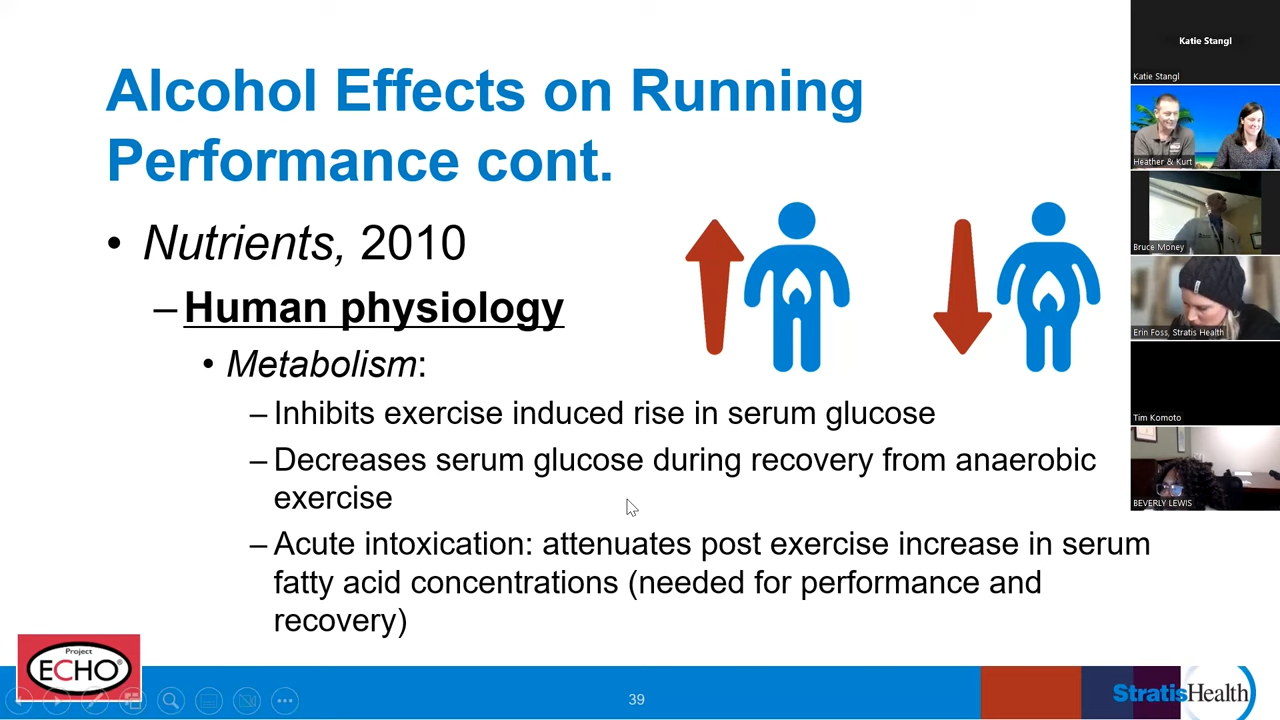 Alcohol Effects on Running
Performance cont.
• Nutrients, 2010
– Human physiology
• Metabolism:
– Inhibits exercise induced rise in serum glucose
– Decreases serum glucose during recovery from anaerobic
exercise
– Acute intoxication: attenuates post exercise increase in serum
fatty acid concentrations (needed for performance and
recovery)
Project
ECHO®
39
StratisHealth
Katie Stangl
Katie Stangl
Heather & Kurt
Bruce Money
Erin Foss, Stratis Health
Tim Komoto
BEVERLY LEWIS